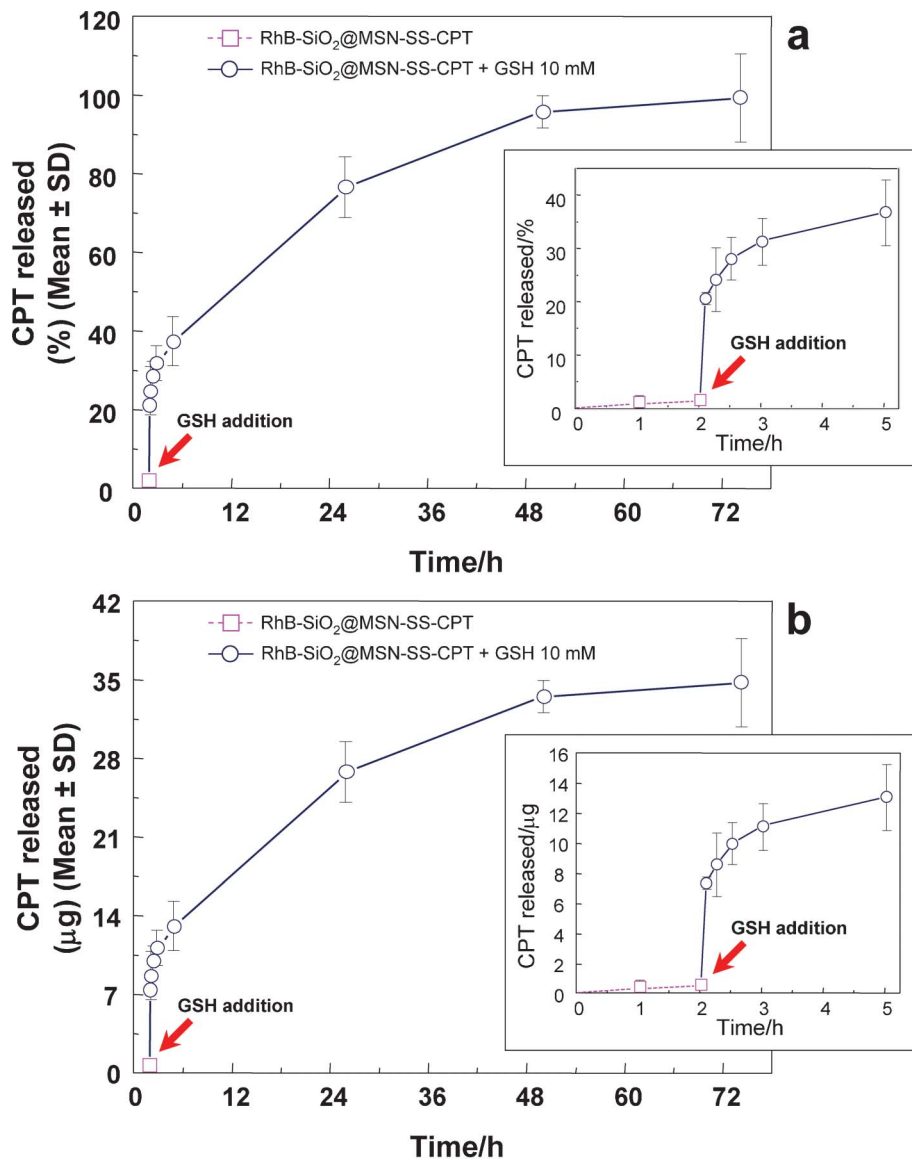 a
120
100
80
60
40
20
0
CPT released
(%) (Mean ± SD)
RhB-SiO₂@MSN-SS-CPT
RhB-SiO₂@MSN-SS-CPT + GSH 10 mM
GSH addition
0 12 24 36 48 60 72
Time/h
40
30
20
10
0
CPT released/%
GSH addition
0 1 2 3 4 5
Time/h
b
42
35
28
21
14
7
0
CPT released
(μg) (Mean ± SD)
RhB-SiO₂@MSN-SS-CPT
RhB-SiO₂@MSN-SS-CPT + GSH 10 mM
GSH addition
0 12 24 36 48 60 72
Time/h
16
14
12
10
8
6
4
2
0
CPT released/μg
GSH addition
0 1 2 3 4 5
Time/h